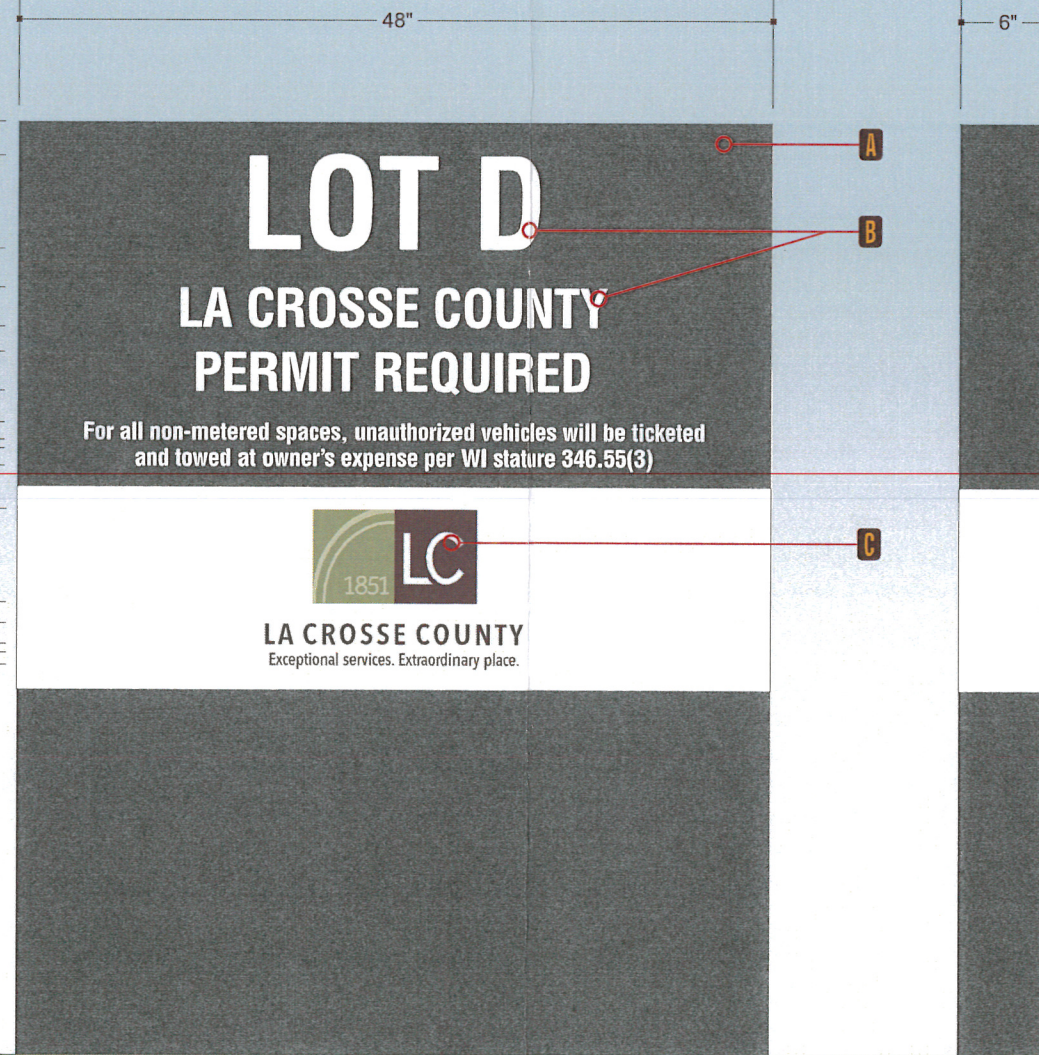 48"
6"
A
LOT D
B
LA CROSSE COUNTY
PERMIT REQUIRED
For all non-metered spaces, unauthorized vehicles will be ticketed
and towed at owner's expense per WI stature 346.55(3)
LC
C
1851
LA CROSSE COUNTY
Exceptional services. Extraordinary place.